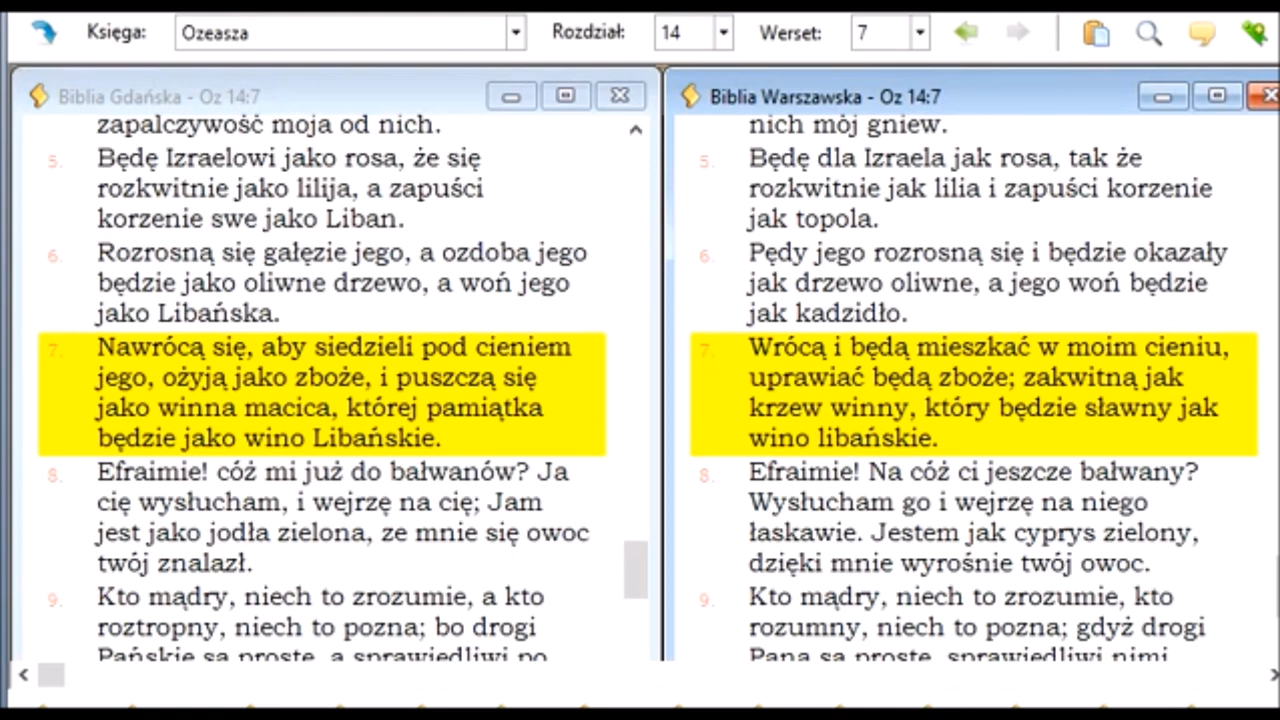 Księga: Ozeasza Rozdział: 14 Werset: 7
Biblia Gdańska - Oz 14:7
zapalczywość moja od nich.
5. Będę Izraelowi jako rosa, że się
rozkwitnie jako lilija, a zapuści
korzenie swe jako Liban.
6. Rozrosną się gałęzie jego, a ozdoba jego
będzie jako oliwne drzewo, a woń jego
jako Libańska.
7. Nawrócą się, aby siedzieli pod cieniem
jego, ożyją jako zboże, i puszczą się
jako winna macica, której pamiątka
będzie jako wino Libańskie.
8. Efraimie! cóż mi już do bałwanów? Ja
cię wysłucham, i wejrzę na cię; Jam
jest jako jodła zielona, ze mnie się owoc
twój znalazł.
9. Kto mądry, niech to zrozumie, a kto
roztropny, niech to pozna; bo drogi
Pańskie są proste, a sprawiedliwi po
Biblia Warszawska - Oz 14:7
nich mój gniew.
5. Będę dla Izraela jak rosa, tak że
rozkwitnie jak lilia i zapuści korzenie
jak topola.
6. Pędy jego rozrosną się i będzie okazały
jak drzewo oliwne, a jego woń będzie
jak kadzidło.
7. Wrócą i będą mieszkać w moim cieniu,
uprawiać będą zboże; zakwitną jak
krzew winny, który będzie sławny jak
wino libańskie.
8. Efraimie! Na cóż ci jeszcze bałwany?
Wysłucham go i wejrzę na niego
łaskawie. Jestem jak cyprys zielony,
dzięki mnie wyrośnie twój owoc.
9. Kto mądry, niech to zrozumie, kto
rozumny, niech to pozna; gdyż drogi
Pana są proste, sprawiedliwi nimi